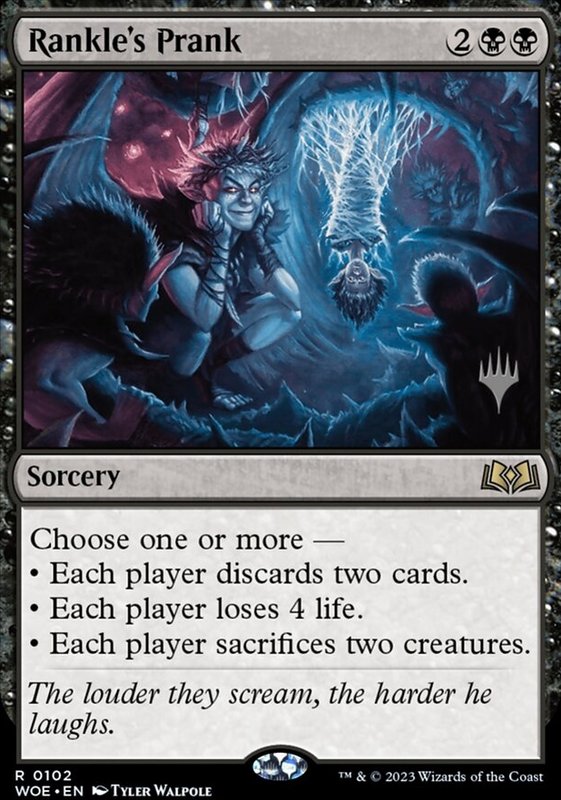 Rankle's Prank 2
Sorcery
Choose one or more —
• Each player discards two cards.
• Each player loses 4 life.
• Each player sacrifices two creatures.
The louder they scream, the harder he
laughs.
R 0102
WOE • EN Tyler Walpole
™ & © 2023 Wizards of the Coast